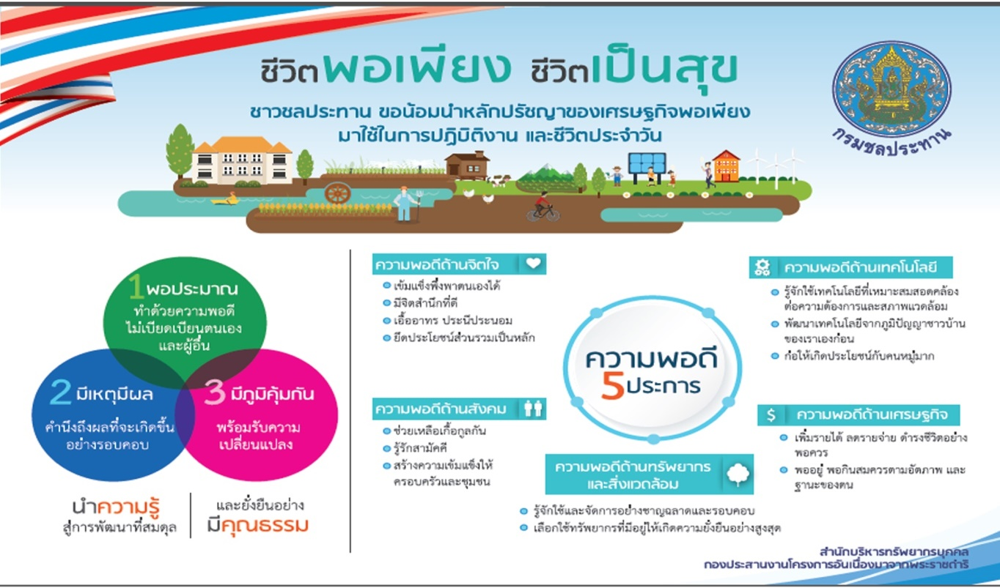 ชีวิตพอเพียง ชีวิตเป็นสุข
ชาวชลประทาน ขอน้อมนำหลักปรัชญาของเศรษฐกิจพอเพียง
มาใช้ในการปฏิบัติงาน และชีวิตประจำวัน
กรมชลประทาน
1 พอประมาณ
ทำด้วยความพอดี
ไม่เบียดเบียนตนเอง
และผู้อื่น
2 มีเหตุมีผล
คำนึงถึงผลที่จะเกิดขึ้น
อย่างรอบคอบ
3 มีภูมิคุ้มกัน
พร้อมรับความ
เปลี่ยนแปลง
นำความรู้
สู่การพัฒนาที่สมดุล
และยั่งยืนอย่าง
มีคุณธรรม
ความพอดีด้านจิตใจ
เข้มแข็งพึ่งพาตนเองได้
มีจิตสำนึกที่ดี
เอื้ออาทร ประนีประนอม
ยึดประโยชน์ส่วนรวมเป็นหลัก
ความพอดีด้านสังคม
ช่วยเหลือเกื้อกูลกัน
รู้รักสามัคคี
สร้างความเข้มแข็งให้
ครอบครัวและชุมชน
ความพอดี
5 ประการ
ความพอดีด้านทรัพยากร
และสิ่งแวดล้อม
รู้จักใช้และจัดการอย่างชาญฉลาดและรอบคอบ
เลือกใช้ทรัพยากรที่มีอยู่ให้เกิดความยั่งยืนอย่างสูงสุด
ความพอดีด้านเทคโนโลยี
รู้จักใช้เทคโนโลยีที่เหมาะสมสอดคล้อง
ต่อความต้องการและสภาพแวดล้อม
พัฒนาเทคโนโลยีจากภูมิปัญญาชาวบ้าน
ของเราเองก่อน
ก่อให้เกิดประโยชน์กับคนหมู่มาก
$ ความพอดีด้านเศรษฐกิจ
เพิ่มรายได้ ลดรายจ่าย ดำรงชีวิตอย่าง
พอควร
พออยู่ พอกินสมควรตามอัตภาพ และ
ฐานะของตน
สำนักบริหารทรัพยากรบุคคล
กองประสานงานโครงการอันเนื่องมาจากพระราชดำริ